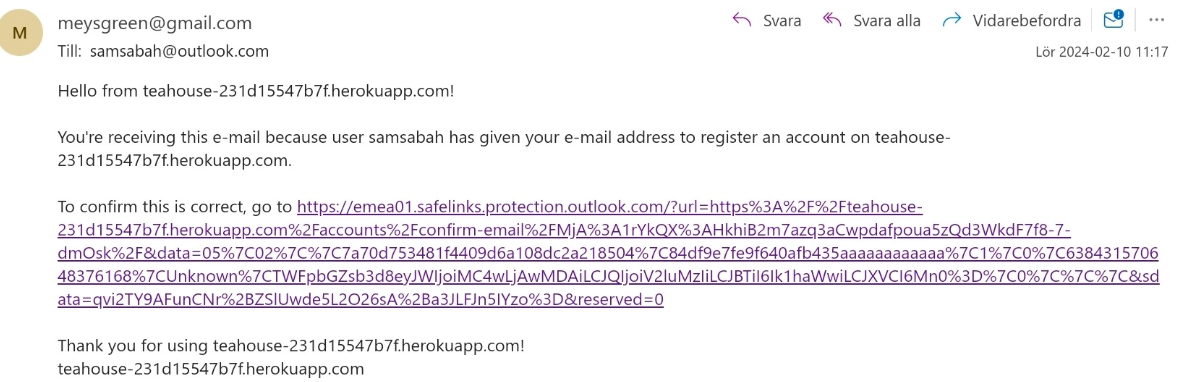 M
meysgreen@gmail.com
Svara
Svara alla
Vidarebefordra
Till: samsabah@outlook.com
Lör 2024-02-10 11:17
Hello from teahouse-231d15547b7f.herokuapp.com!
You're receiving this e-mail because user samsabah has given your e-mail address to register an account on teahouse-
231d15547b7f.herokuapp.com.
To confirm this is correct, go to https://emea01.safelinks.protection.outlook.com/?url=https%3A%2F%2Fteahouse-
231d15547b7f.herokuapp.com%2Faccounts%2Fconfirm-email%2FMjA%3A1rYkQX%3AHkhiB2m7azq3aCwpdafpoua5zQd3WkdF7f8-7-
dmOsk%2F&data=05%7C02%7C%7C7a70d753481f4409d6a108dc2a218504%7C84df9e7fe9f640afb435aaaaaaaaaaaa%7C1%7C0%7C6384315706
48376168%7CUnknown%7CTWFpbGZsb3d8eyJWIjoiMC4wLjAwMDAiLCJQIjoiV2luMzIiLCJBTiI6Ik1haWwiLCJXVCI6Mn0%3D%7C0%7C%7C%7C&sd
ata=qvi2TY9AFunCNr%2BZSlUwde5L2O26sA%2Ba3JLFJn5IYzo%3D&reserved=0
Thank you for using teahouse-231d15547b7f.herokuapp.com!
teahouse-231d15547b7f.herokuapp.com